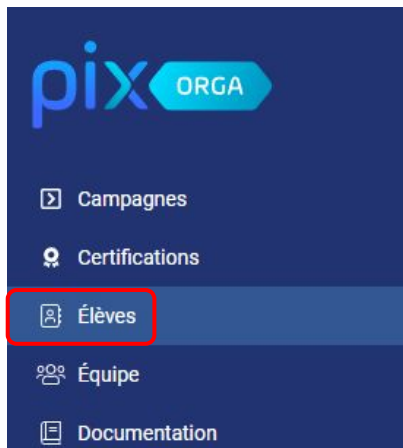 pix ORGA
Campagnes
Certifications
Élèves
Équipe
Documentation